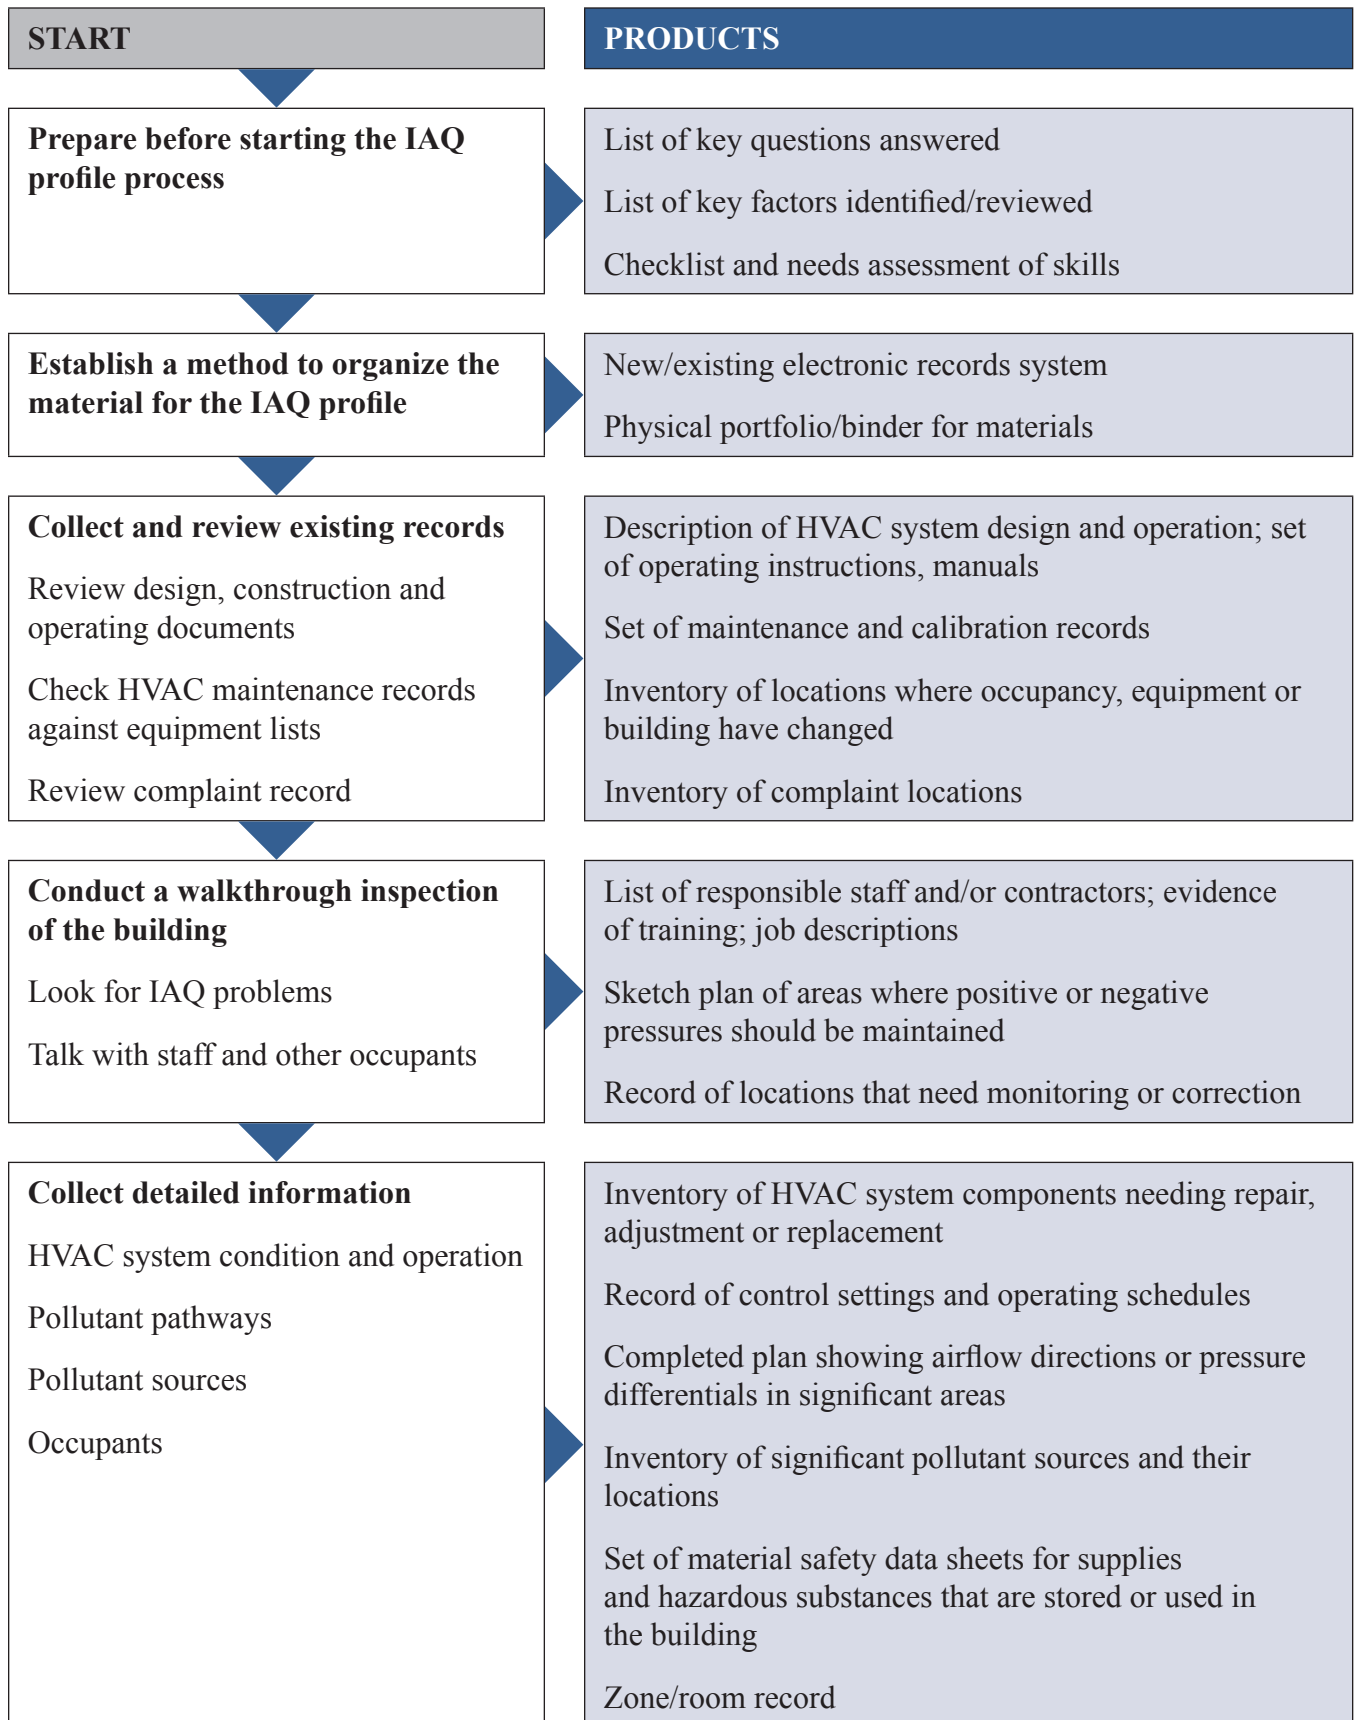 START
PRODUCTS
Prepare before starting the IAQ
profile process
List of key questions answered
List of key factors identified/reviewed
Checklist and needs assessment of skills
Establish a method to organize the
material for the IAQ profile
New/existing electronic records system
Physical portfolio/binder for materials
Collect and review existing records
Review design, construction and
operating documents
Check HVAC maintenance records
against equipment lists
Review complaint record
Description of HVAC system design and operation; set
of operating instructions, manuals
Set of maintenance and calibration records
Inventory of locations where occupancy, equipment or
building have changed
Inventory of complaint locations
Conduct a walkthrough inspection
of the building
Look for IAQ problems
Talk with staff and other occupants
List of responsible staff and/or contractors; evidence
of training; job descriptions
Sketch plan of areas where positive or negative
pressures should be maintained
Record of locations that need monitoring or correction
Collect detailed information
HVAC system condition and operation
Pollutant pathways
Pollutant sources
Occupants
Inventory of HVAC system components needing repair,
adjustment or replacement
Record of control settings and operating schedules
Completed plan showing airflow directions or pressure
differentials in significant areas
Inventory of significant pollutant sources and their
locations
Set of material safety data sheets for supplies
and hazardous substances that are stored or used in
the building
Zone/room record